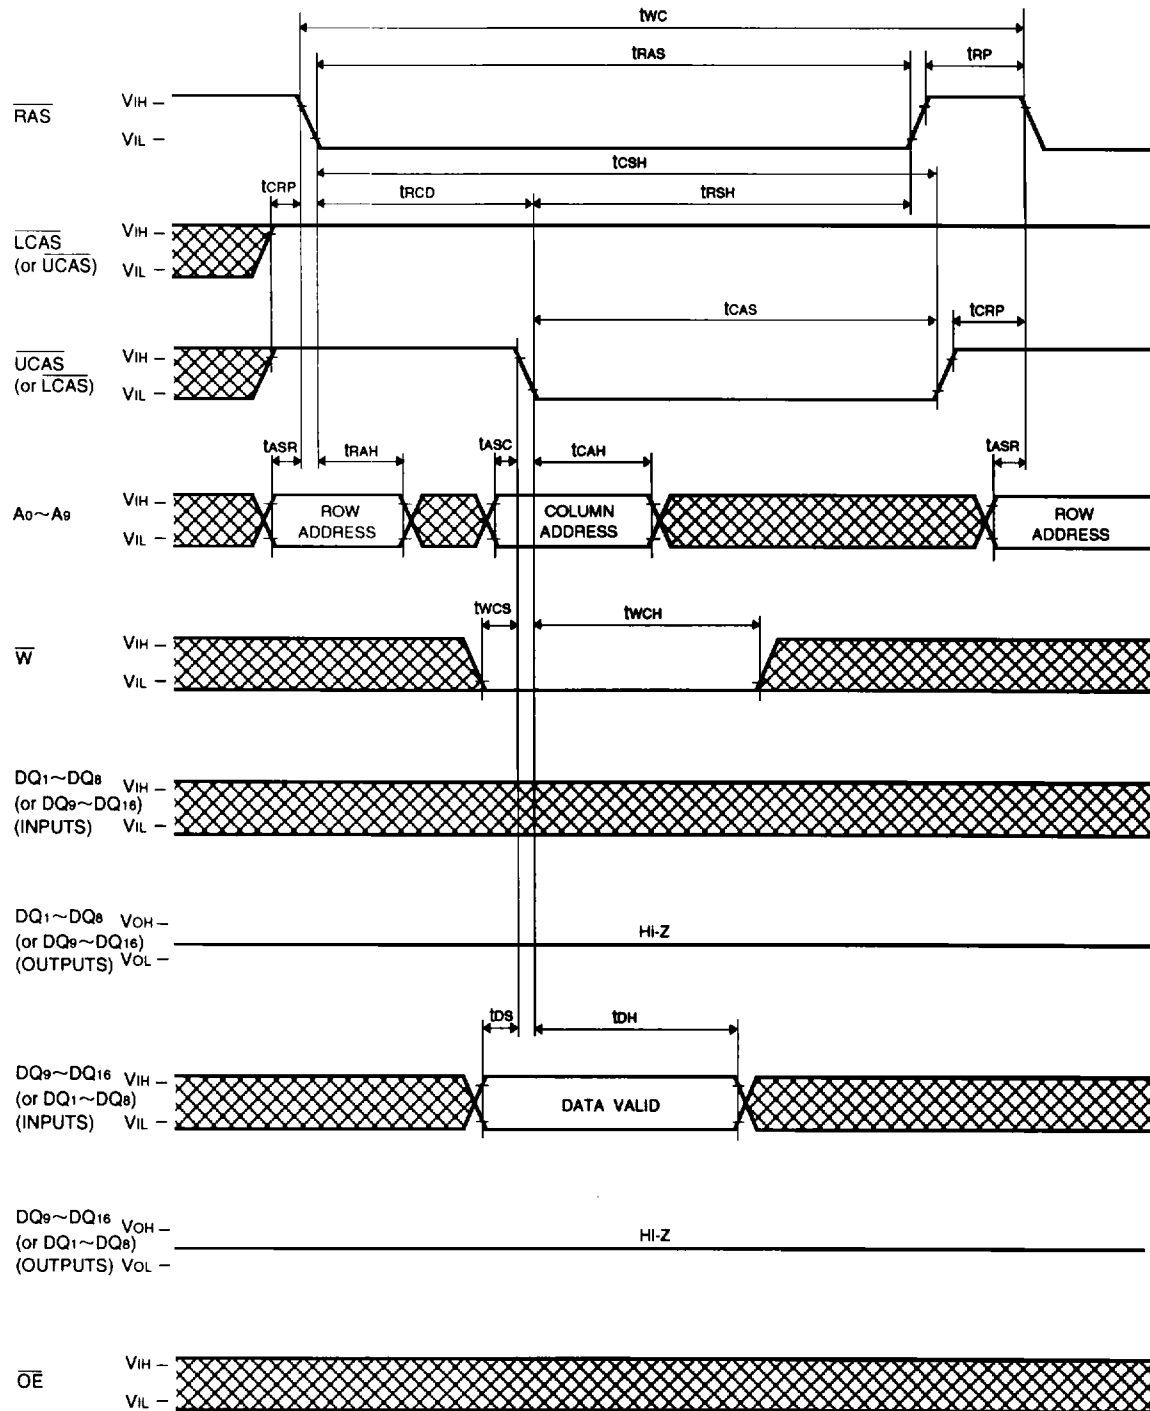 tWC
tRAS
tRP
RAS
VIH
VIL
tCSH
tCRP
tRCD
tRSH
LCAS
(or UCAS)
VIH
VIL
tCAS
tCRP
UCAS
(or LCAS)
VIH
VIL
tASR
tRAH
tASC
tCAH
tASR
A0~A9
VIH
VIL
ROW
ADDRESS
COLUMN
ADDRESS
ROW
ADDRESS
tWCS
tWCH
W
VIH
VIL
DQ1~DQ8
(or DQ9~DQ16)
(INPUTS)
VIH
VIL
DQ1~DQ8
(or DQ9~DQ16)
(OUTPUTS)
VOH
VOL
Hi-Z
tDS
tDH
DQ9~DQ16
(or DQ1~DQ8)
(INPUTS)
VIH
VIL
DATA VALID
DQ9~DQ16
(or DQ1~DQ8)
(OUTPUTS)
VOH
VOL
Hi-Z
OE
VIH
VIL